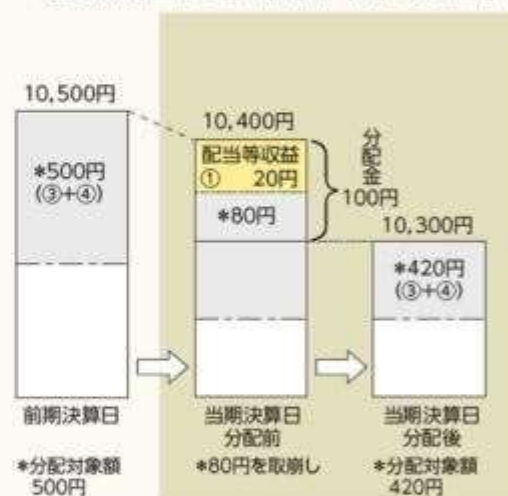 10,500円
*500円
(③+④)
前期決算日
*分配対象額
500円
10,400円
配当等収益
① 20円
*80円
分配金
100円
当期決算日
分配前
*80円を取崩し
10,300円
*420円
(③+④)
当期決算日
分配後
*分配対象額
420円